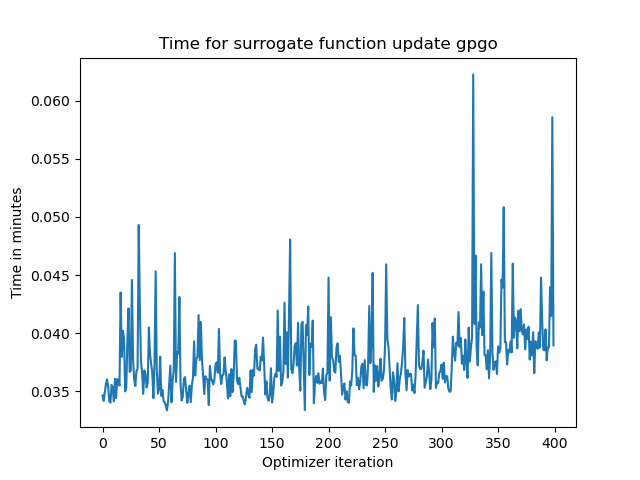 Time for surrogate function update gpgo
0.060
0.055
0.050
0.045
0.040
0.035
Time in minutes
0 50 100 150 200 250 300 350 400
Optimizer iteration